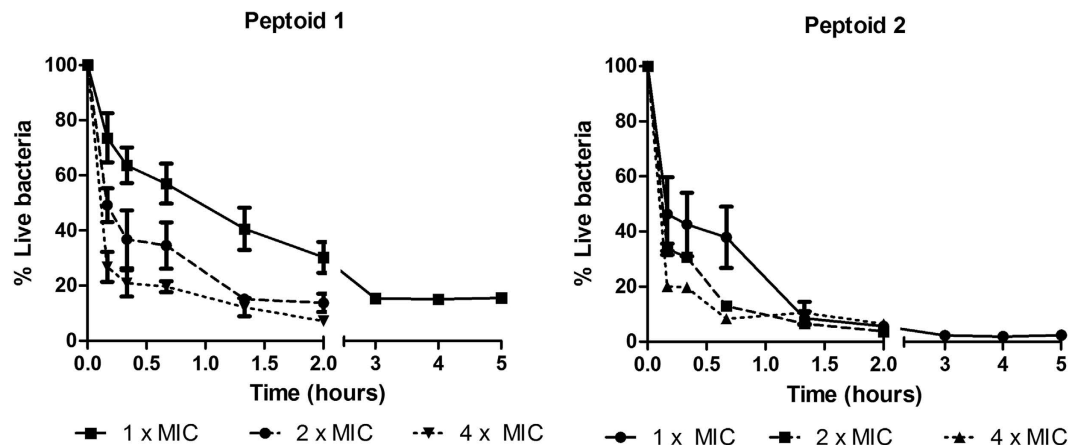 Peptoid 1
% Live bacteria
100
80
60
40
20
0
0.0 0.5 1.0 1.5 2.0 3 4 5
Time (hours)
1 x MIC 2 x MIC 4 x MIC
Peptoid 2
% Live bacteria
100
80
60
40
20
0
0.0 0.5 1.0 1.5 2.0 3 4 5
Time (hours)
1 x MIC 2 x MIC 4 x MIC